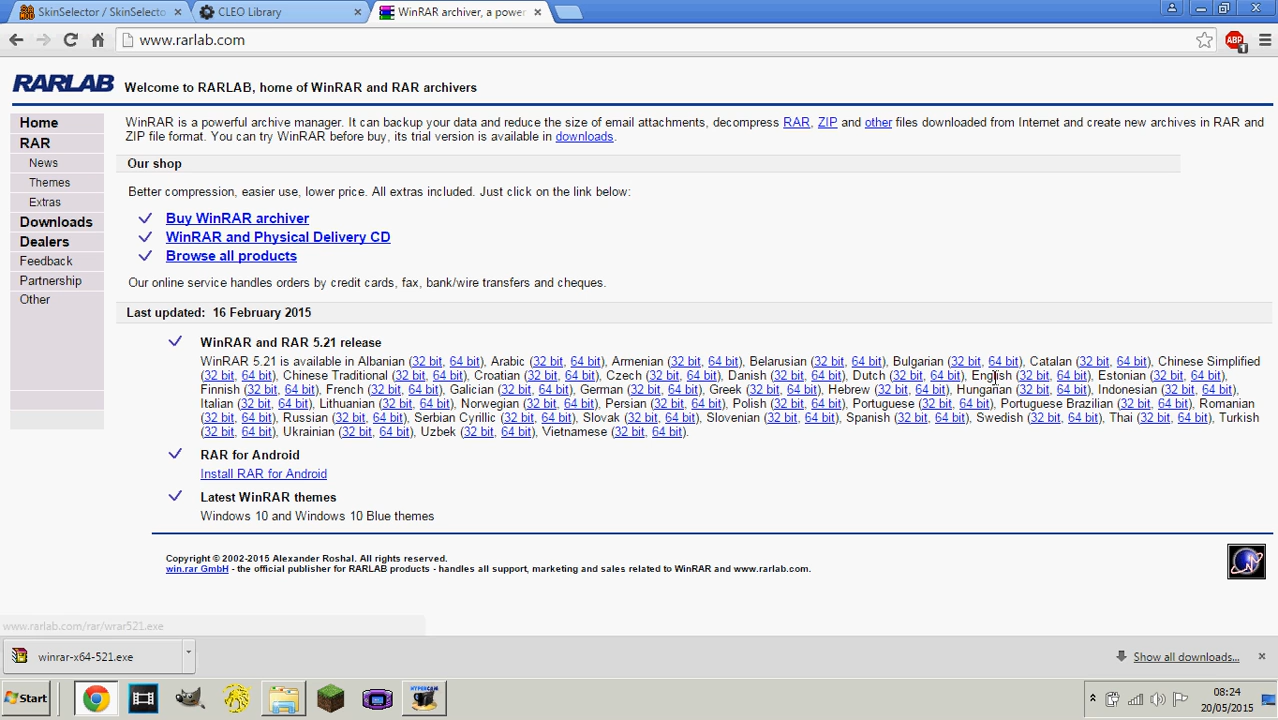 SkinSelector / SkinSelecto
CLEO Library
WinRAR archiver, a power
www.rarlab.com
ABP
1
RARLAB
Welcome to RARLAB, home of WinRAR and RAR archivers
Home
RAR
News
Themes
Extras
Downloads
Dealers
Feedback
Partnership
Other
WinRAR is a powerful archive manager. It can backup your data and reduce the size of email attachments, decompress RAR, ZIP and other files downloaded from Internet and create new archives in RAR and
ZIP file format. You can try WinRAR before buy, its trial version is available in downloads.
Our shop
Better compression, easier use, lower price. All extras included. Just click on the link below:
Buy WinRAR archiver
WinRAR and Physical Delivery CD
Browse all products
Our online service handles orders by credit cards, fax, bank/wire transfers and cheques.
Last updated: 16 February 2015
WinRAR and RAR 5.21 release
WinRAR 5.21 is available in Albanian (32 bit, 64 bit), Arabic (32 bit, 64 bit), Armenian (32 bit, 64 bit), Belarusian (32 bit, 64 bit), Bulgarian (32 bit, 64 bit), Catalan (32 bit, 64 bit), Chinese Simplified
(32 bit, 64 bit), Chinese Traditional (32 bit, 64 bit), Croatian (32 bit, 64 bit), Czech (32 bit, 64 bit), Danish (32 bit, 64 bit), Dutch (32 bit, 64 bit), English (32 bit, 64 bit), Estonian (32 bit, 64 bit),
Finnish (32 bit, 64 bit), French (32 bit, 64 bit), Galician (32 bit, 64 bit), German (32 bit, 64 bit), Greek (32 bit, 64 bit), Hebrew (32 bit, 64 bit), Hungarian (32 bit, 64 bit), Indonesian (32 bit, 64 bit),
Italian (32 bit, 64 bit), Lithuanian (32 bit, 64 bit), Norwegian (32 bit, 64 bit), Persian (32 bit, 64 bit), Polish (32 bit, 64 bit), Portuguese (32 bit, 64 bit), Portuguese Brazilian (32 bit, 64 bit), Romanian
(32 bit, 64 bit), Russian (32 bit, 64 bit), Serbian Cyrillic (32 bit, 64 bit), Slovak (32 bit, 64 bit), Slovenian (32 bit, 64 bit), Spanish (32 bit, 64 bit), Swedish (32 bit, 64 bit), Thai (32 bit, 64 bit), Turkish
(32 bit, 64 bit), Ukrainian (32 bit, 64 bit), Uzbek (32 bit, 64 bit), Vietnamese (32 bit, 64 bit).
RAR for Android
Install RAR for Android
Latest WinRAR themes
Windows 10 and Windows 10 Blue themes
Copyright © 2002-2015 Alexander Roshal. All rights reserved.
win.rar GmbH - the official publisher for RARLAB products - handles all support, marketing and sales related to WinRAR and www.rarlab.com.
www.rarlab.com/rar/wrar521.exe
winrar-x64-521.exe
Show all downloads...
Start
HYPERCAM
08:24
20/05/2015